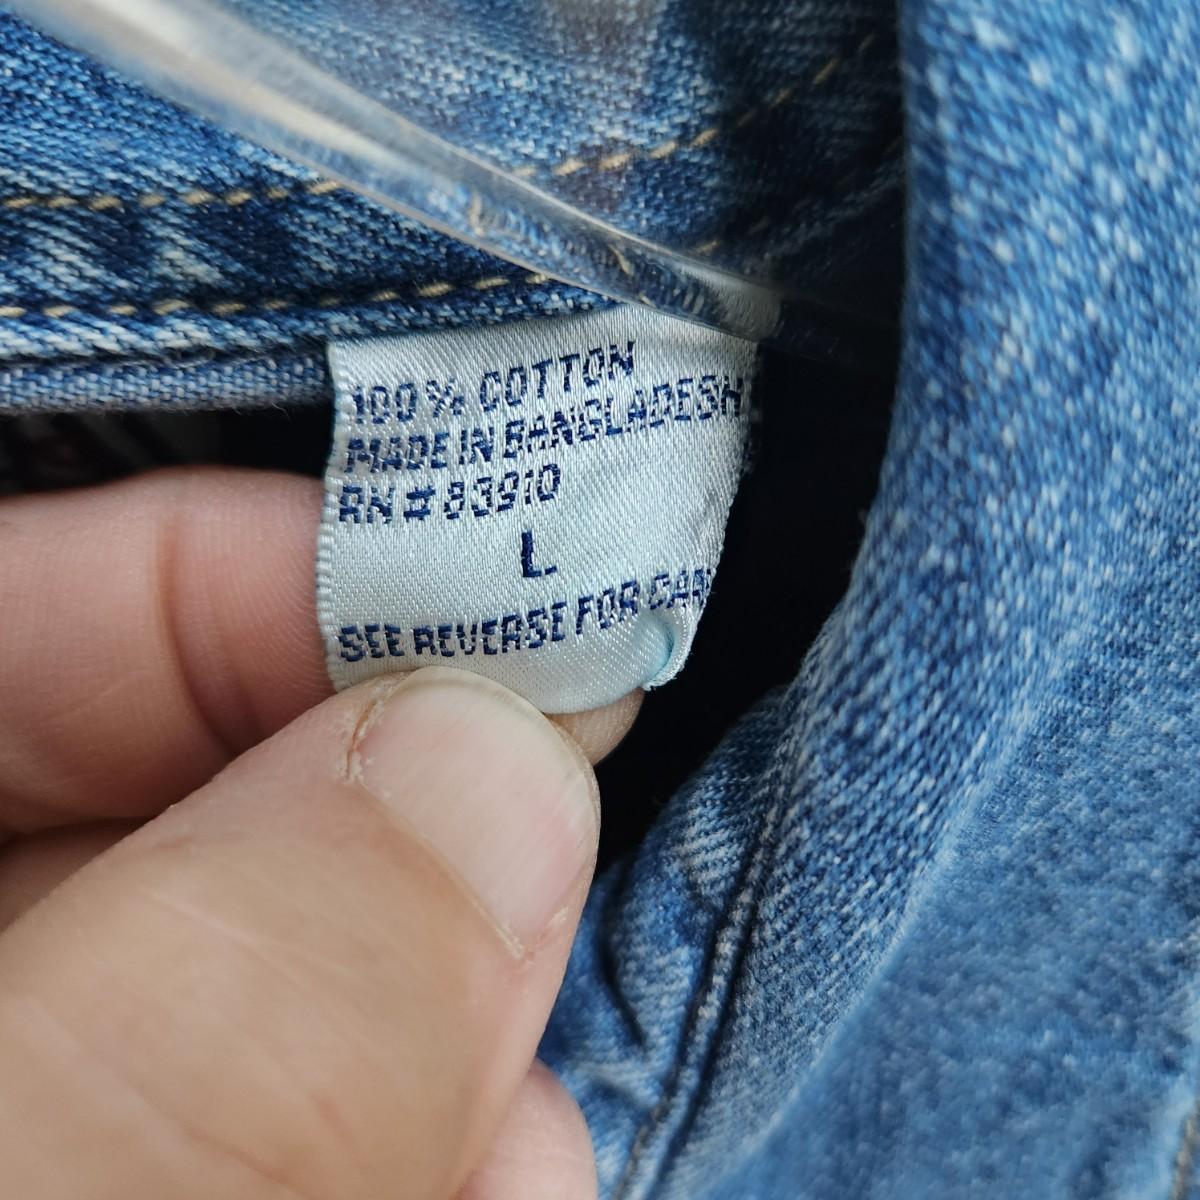 100% COTTON
MADE IN BANGLADESH
RN # 83910
L
SEE REVERSE FOR CARE